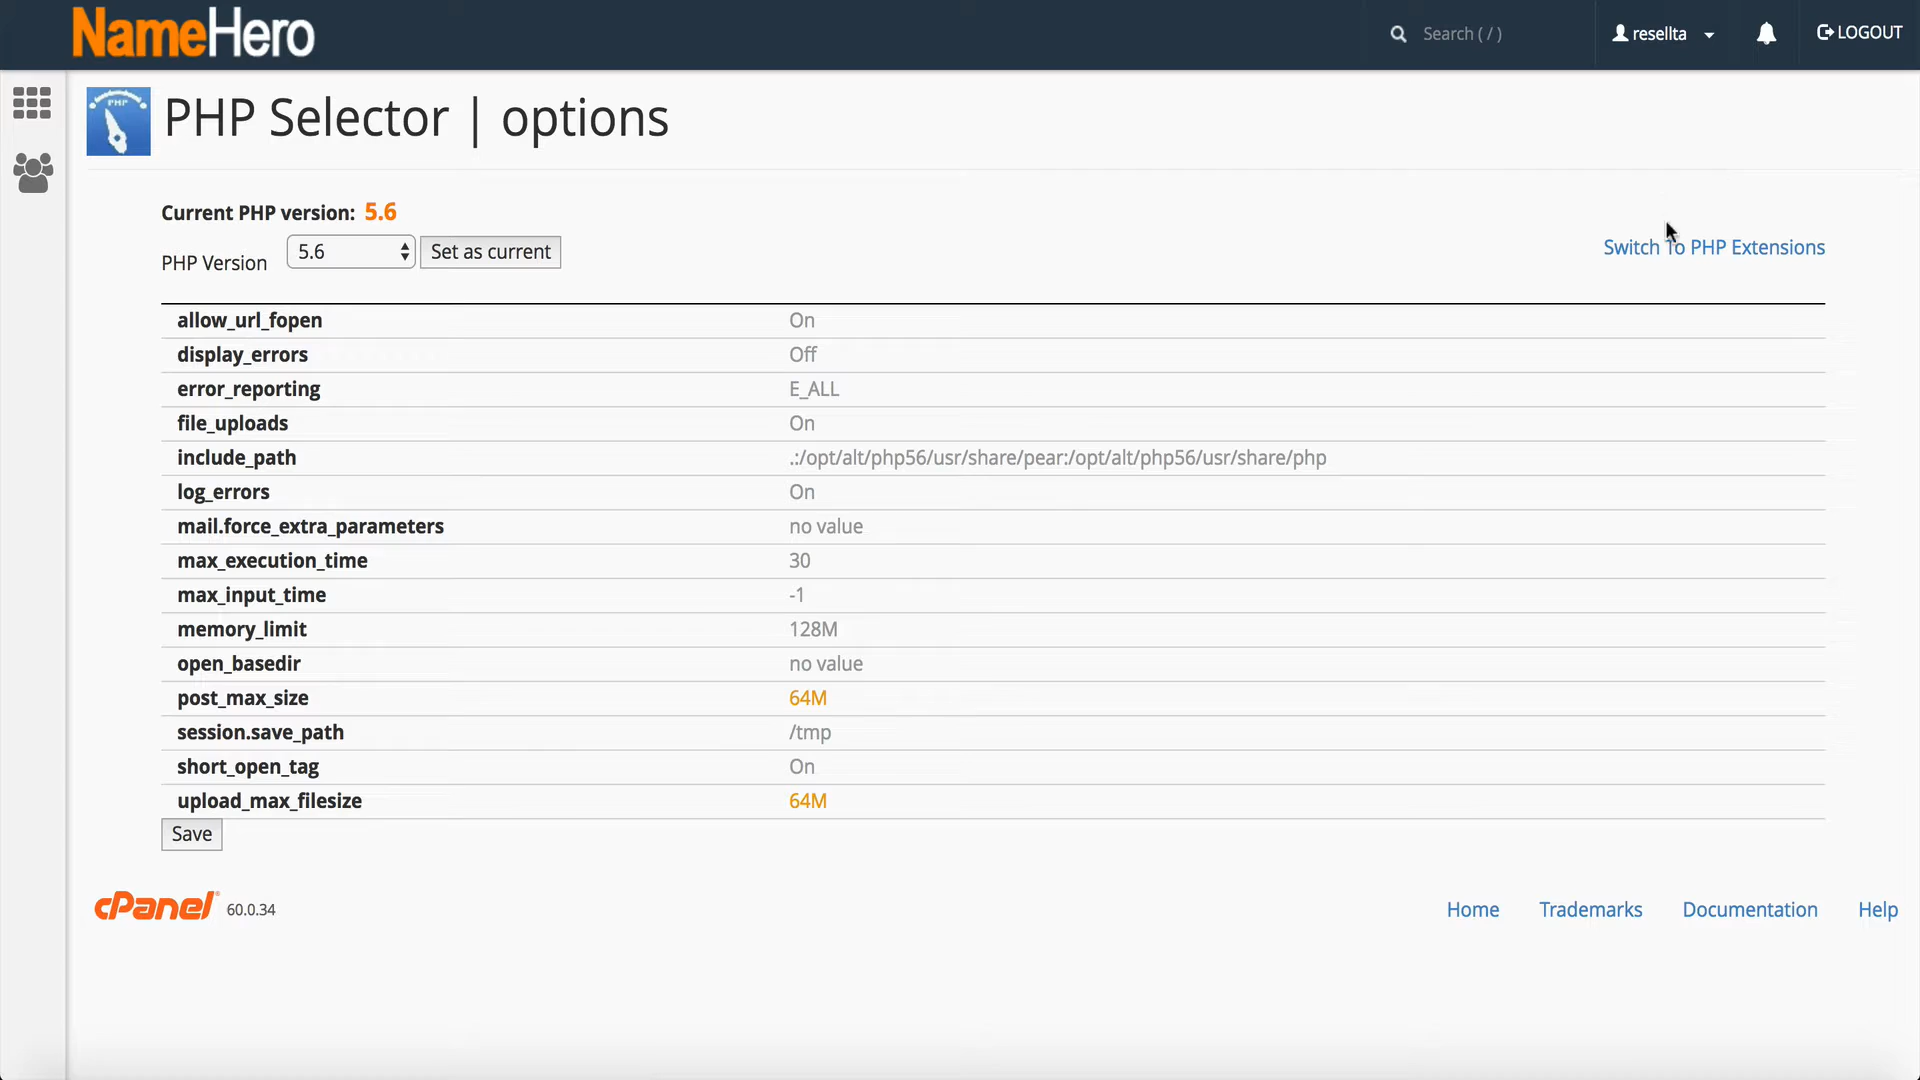 NameHero
Search ( / )
resellta
LOGOUT
PHP
PHP Selector | options
Current PHP version: 5.6
PHP Version 5.6 Set as current
Switch To PHP Extensions
allow_url_fopen On
display_errors Off
error_reporting E_ALL
file_uploads On
include_path .:/opt/alt/php56/usr/share/pear:/opt/alt/php56/usr/share/php
log_errors On
mail.force_extra_parameters no value
max_execution_time 30
max_input_time -1
memory_limit 128M
open_basedir no value
post_max_size 64M
session.save_path /tmp
short_open_tag On
upload_max_filesize 64M
Save
cPanel® 60.0.34
Home Trademarks Documentation Help